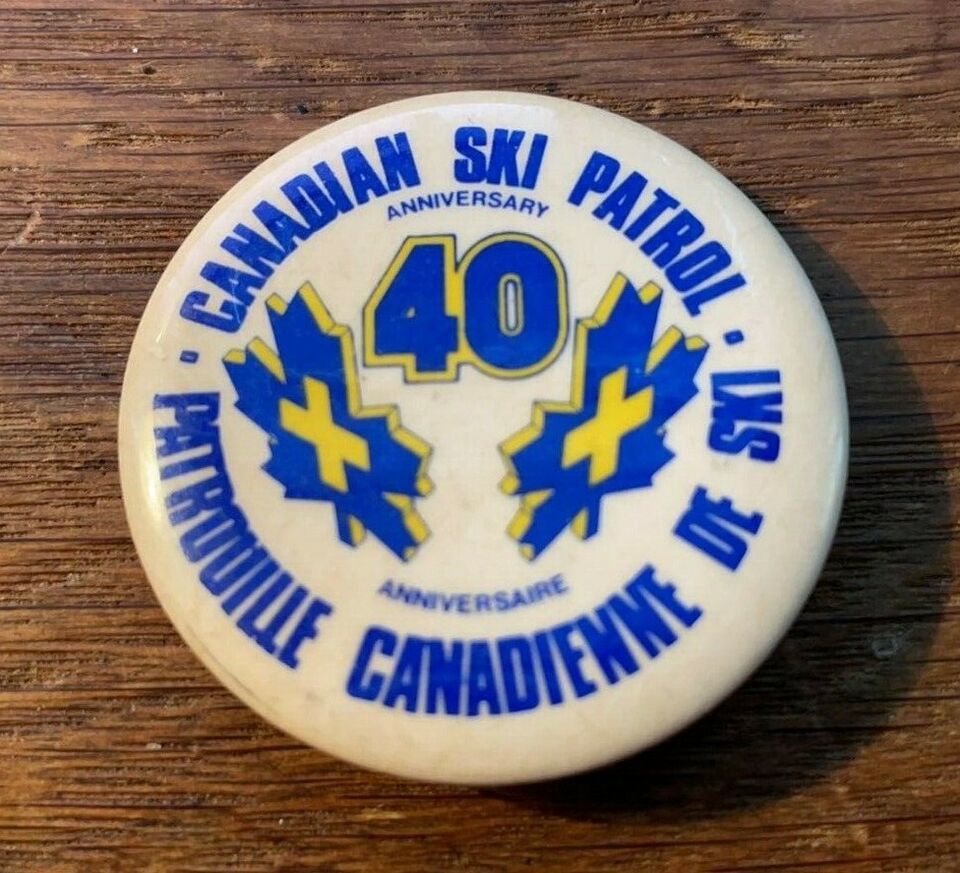 · CANADIAN SKI PATROL ·
ANNIVERSARY
40
ANNIVERSAIRE
PATROUILLE CANADIENNE DE SKI